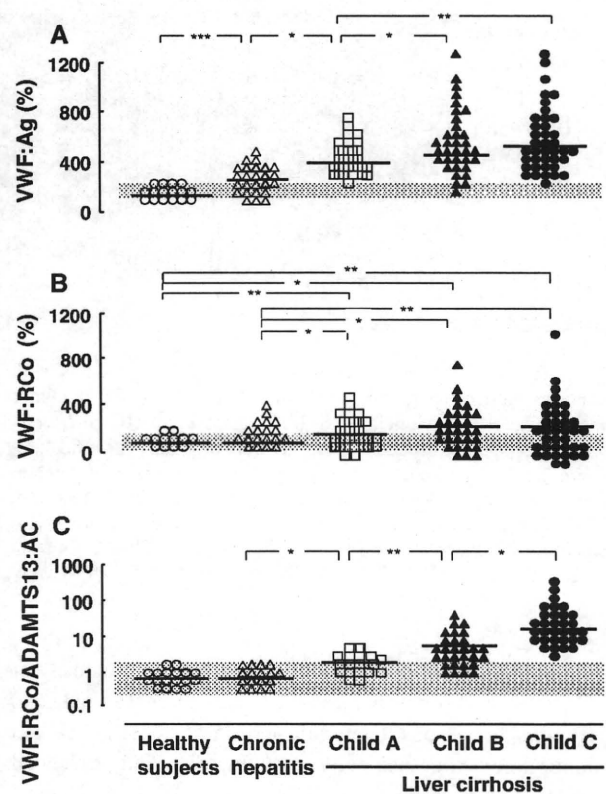 A
VWF:Ag (%)
1200
800
400
0
*** * * **
B
VWF:RCo (%)
1200
800
400
0
**
*
**
**
*
*
C
VWF:RCo/ADAMTS13:AC
1000
100
10
1
0.1
* ** *
Healthy subjects
Chronic hepatitis
Child A
Child B
Child C
Liver cirrhosis